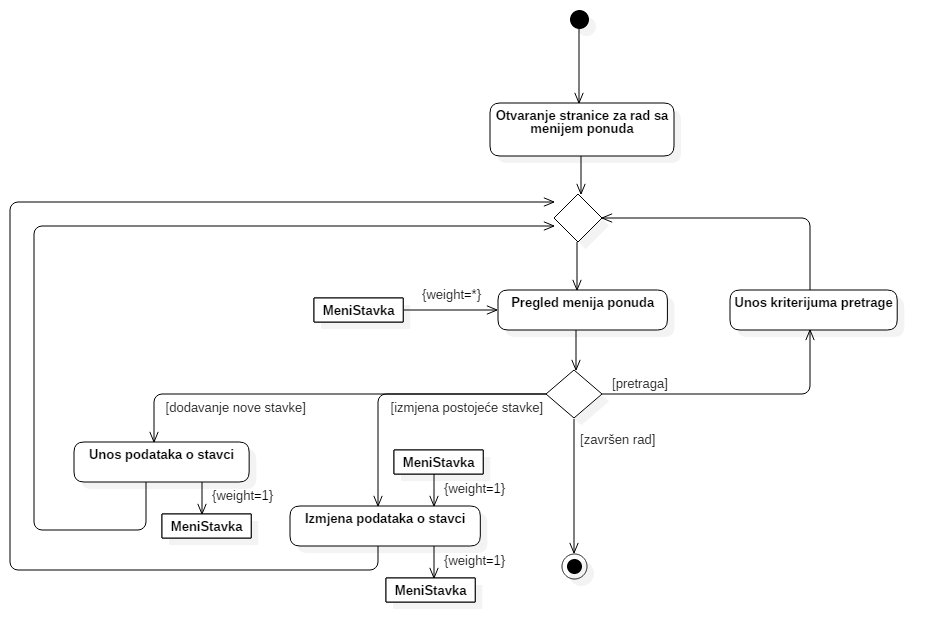 Otvaranje stranice za rad sa
menijem ponuda
{weight=*}
MeniStavka
Pregled menija ponuda
Unos kriterijuma pretrage
[pretraga]
[dodavanje nove stavke]
[izmjena postojeće stavke]
[završen rad]
Unos podataka o stavci
MeniStavka
{weight=1}
{weight=1}
MeniStavka
Izmjena podataka o stavci
{weight=1}
MeniStavka